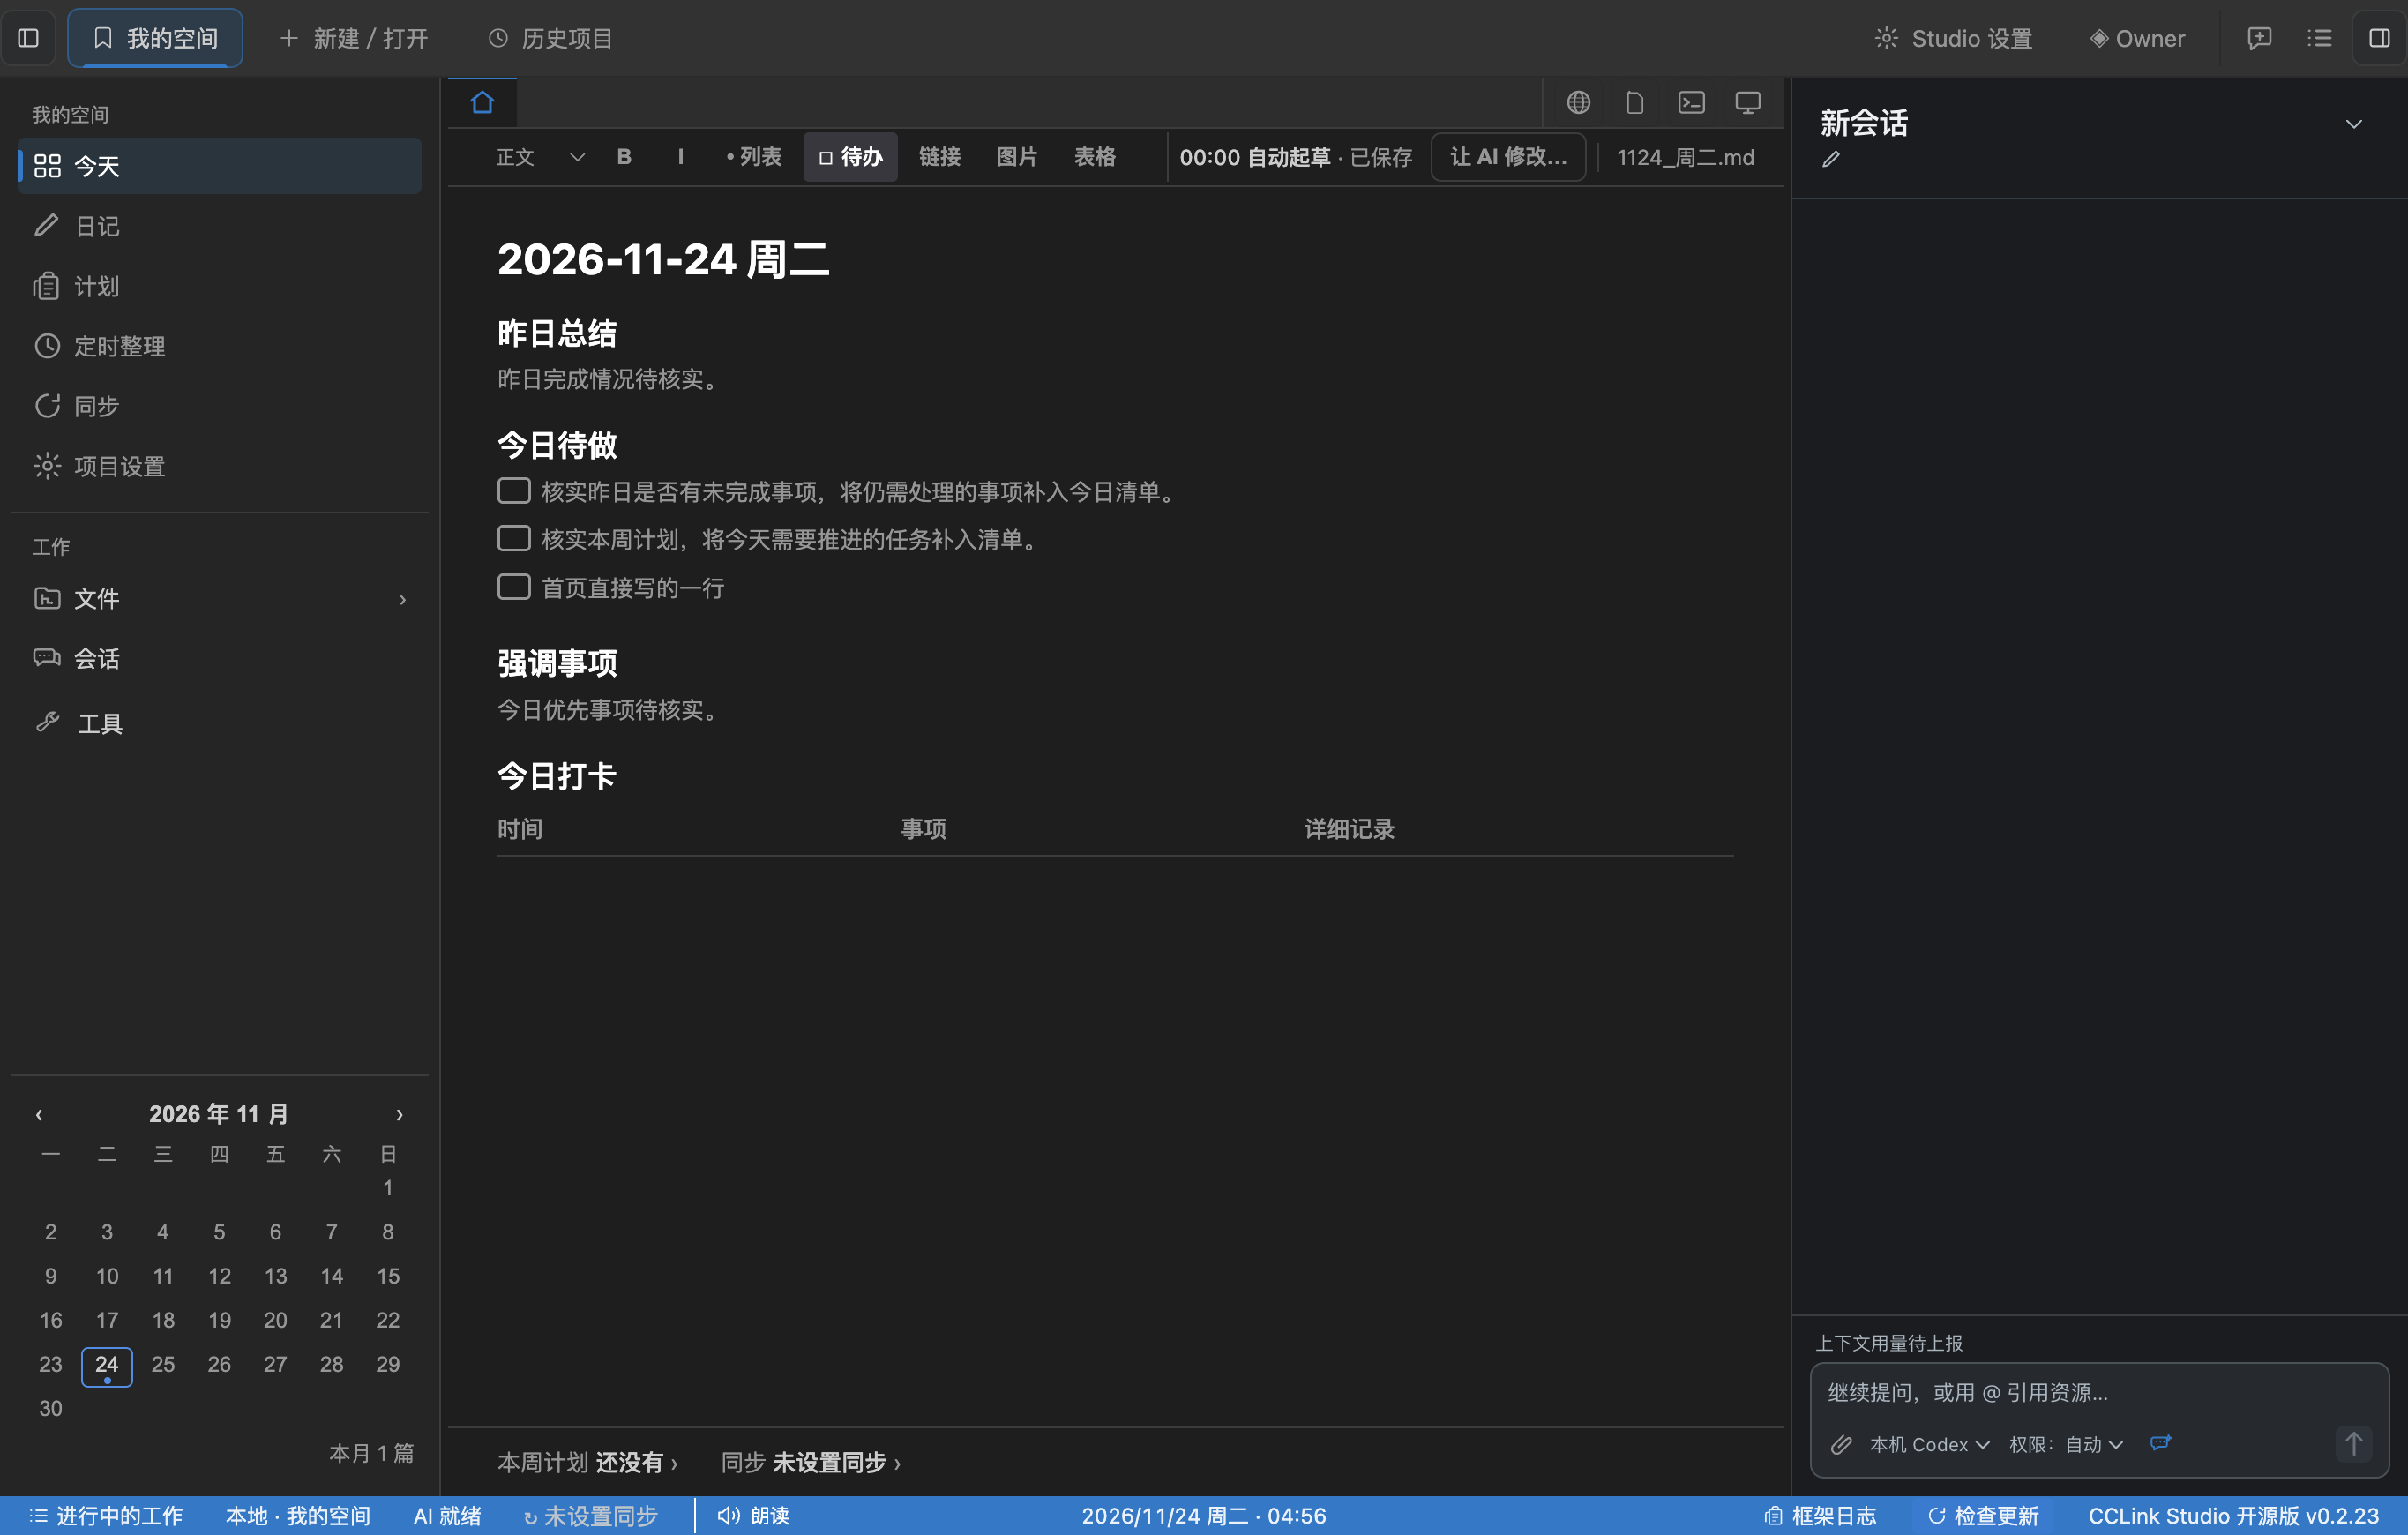 我的空间
新建 / 打开
历史项目
Studio 设置
Owner
我的空间
今天
日记
计划
定时整理
同步
项目设置
工作
文件 ›
会话
工具
‹ 2026 年 11 月 ›
一 二 三 四 五 六 日
1
2 3 4 5 6 7 8
9 10 11 12 13 14 15
16 17 18 19 20 21 22
23 24 25 26 27 28 29
30
本月 1 篇
正文 B I • 列表 待办 链接 图片 表格 00:00 自动起草 · 已保存 让 AI 修改... 1124_周二.md
2026-11-24 周二
昨日总结
昨日完成情况待核实。
今日待做
核实昨日是否有未完成事项，将仍需处理的事项补入今日清单。
核实本周计划，将今天需要推进的任务补入清单。
首页直接写的一行
强调事项
今日优先事项待核实。
今日打卡
时间 事项 详细记录
本周计划 还没有 › 同步 未设置同步 ›
新会话
上下文用量待上报
继续提问，或用 @ 引用资源...
本机 Codex 权限：自动
进行中的工作 本地 · 我的空间 AI 就绪 ↻ 未设置同步 朗读 2026/11/24 周二 · 04:56 框架日志 检查更新 CCLink Studio 开源版 v0.2.23